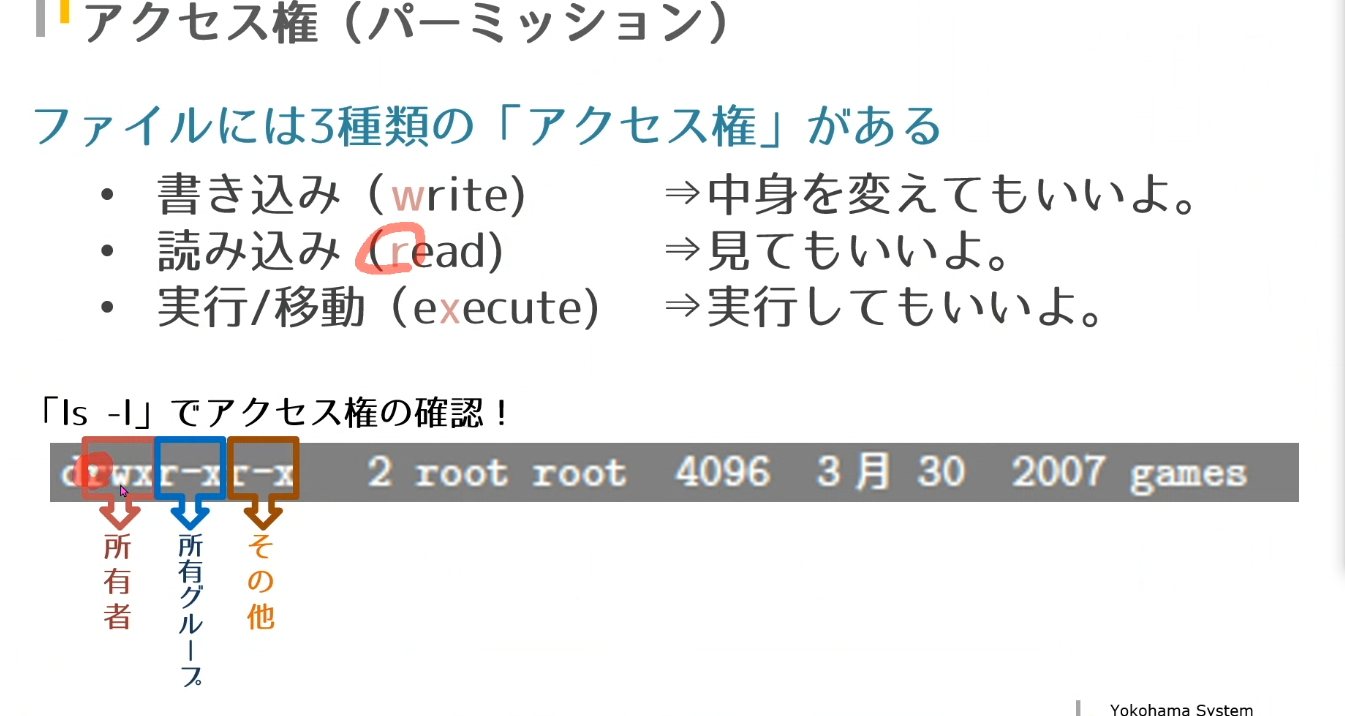 アクセス権（パーミッション）
ファイルには3種類の「アクセス権」がある
• 書き込み（write) ⇒中身を変えてもいいよ。
• 読み込み（read) ⇒見てもいいよ。
• 実行/移動（execute) ⇒実行してもいいよ。
「ls -l」でアクセス権の確認！
drwxr-xr-x 2 root root 4096 3月 30 2007 games
所有者
所有グループ
その他
Yokohama System